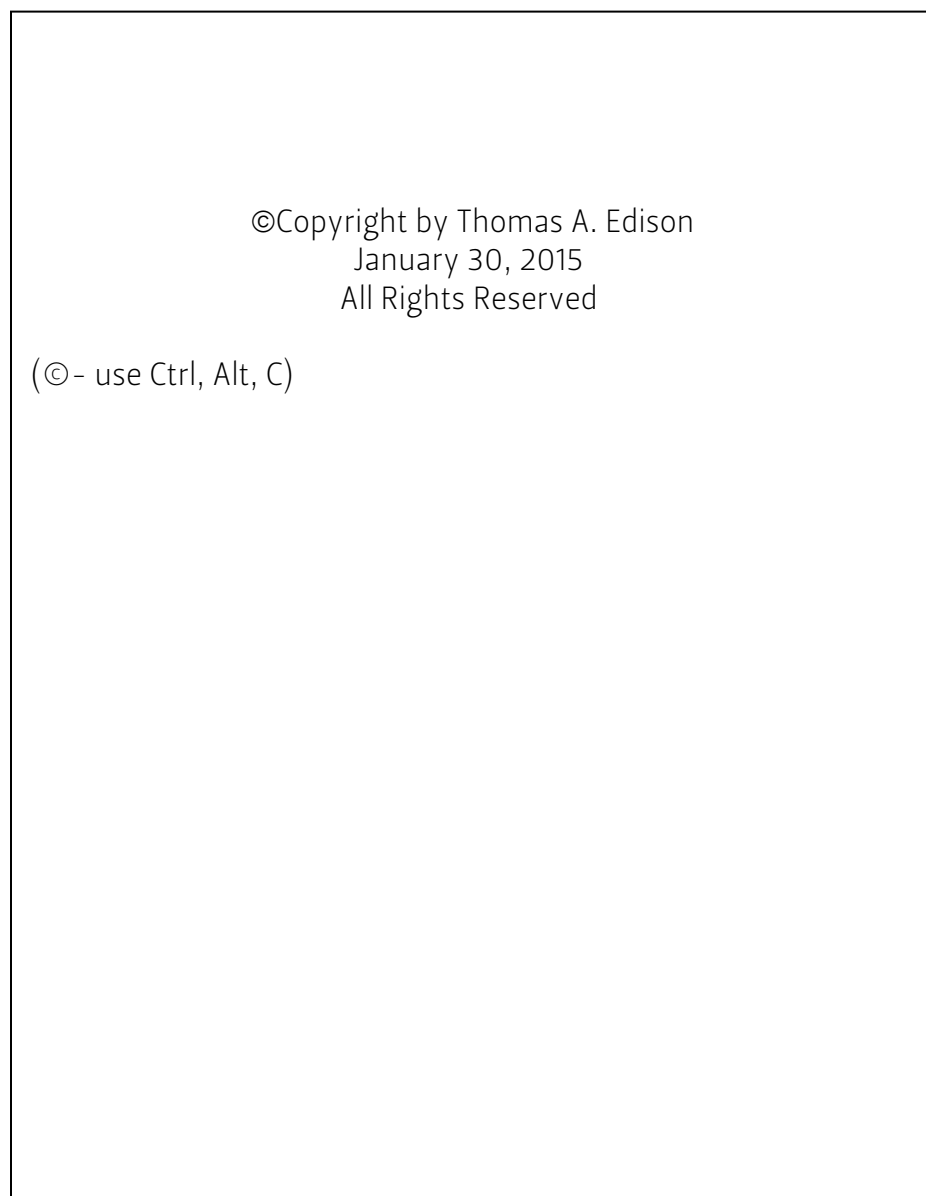 ©Copyright by Thomas A. Edison
January 30, 2015
All Rights Reserved
(©– use Ctrl, Alt, C)